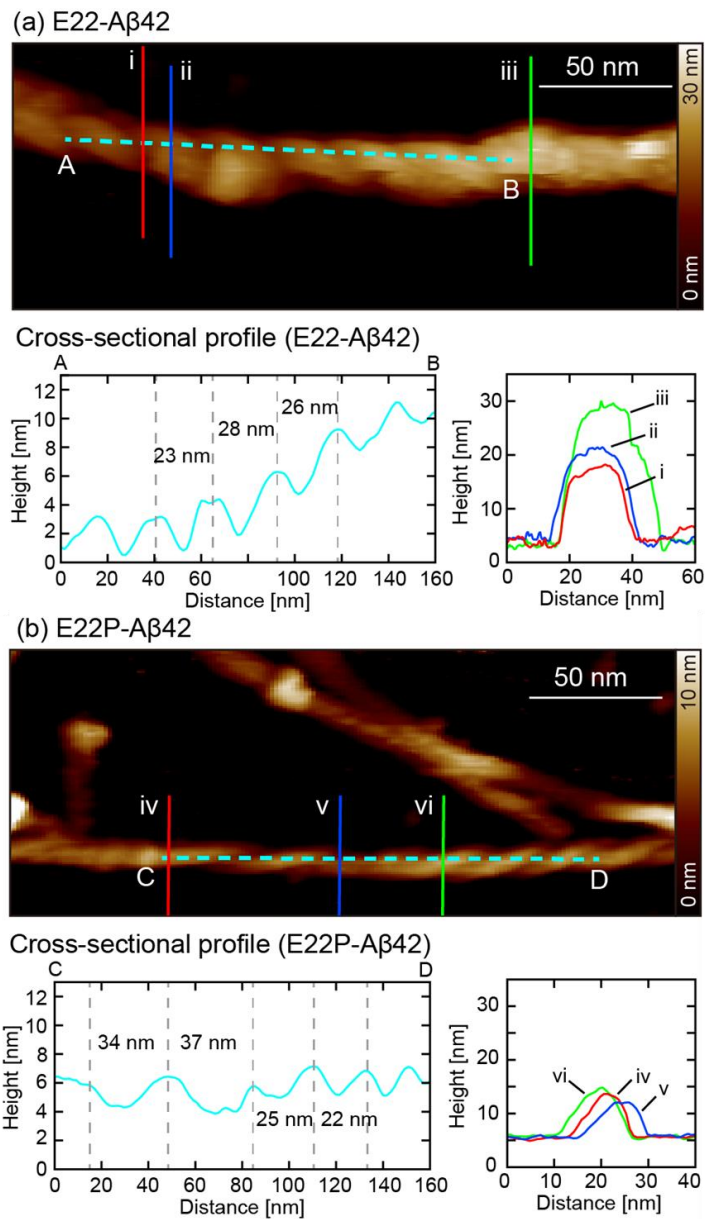 (a) E22-Aβ42
i
ii
iii
50 nm
A
B
30 nm
0 nm
Cross-sectional profile (E22-Aβ42)
A
B
12
10
8
6
4
2
0
Height [nm]
23 nm
28 nm
26 nm
0 20 40 60 80 100 120 140 160
Distance [nm]
30
20
10
0
Height [nm]
iii
ii
i
0 20 40 60
Distance [nm]
(b) E22P-Aβ42
50 nm
iv
v
vi
C
D
10 nm
0 nm
Cross-sectional profile (E22P-Aβ42)
C
D
12
10
8
6
4
2
0
Height [nm]
34 nm
37 nm
25 nm
22 nm
0 20 40 60 80 100 120 140 160
Distance [nm]
30
20
10
0
Height [nm]
vi
iv
v
0 10 20 30 40
Distance [nm]